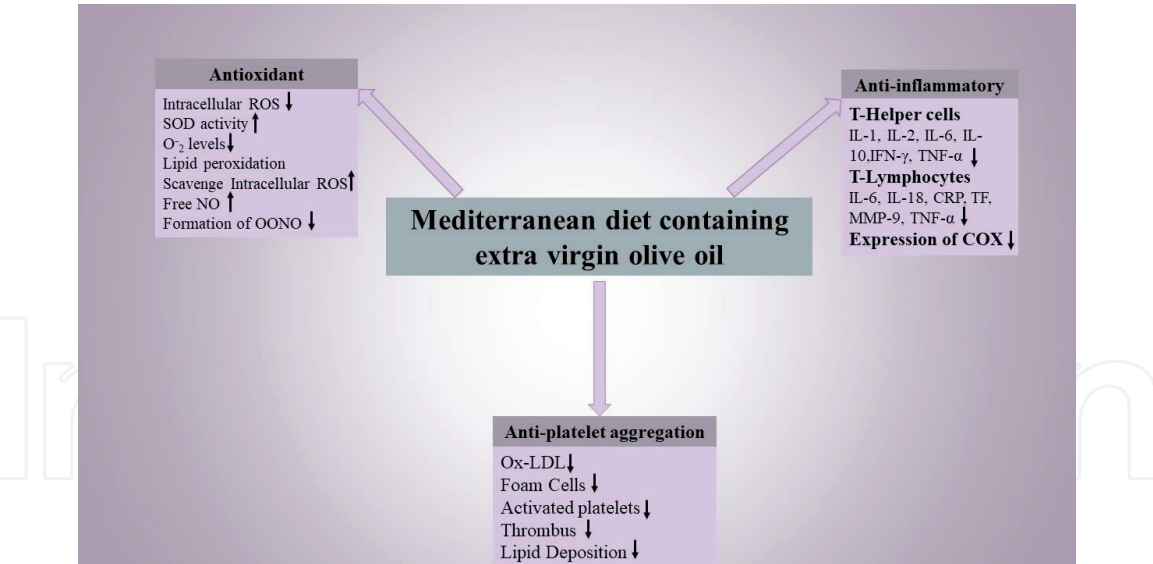 Antioxidant
Intracellular ROS ↓
SOD activity ↑
O⁻₂ levels ↓
Lipid peroxidation
Scavenge Intracellular ROS ↑
Free NO ↑
Formation of OONO ↓
Anti-inflammatory
T-Helper cells
IL-1, IL-2, IL-6, IL-
10,IFN-γ, TNF-α ↓
T-Lymphocytes
IL-6, IL-18, CRP, TF,
MMP-9, TNF-α ↓
Expression of COX ↓
Mediterranean diet containing
extra virgin olive oil
Anti-platelet aggregation
Ox-LDL ↓
Foam Cells ↓
Activated platelets ↓
Thrombus ↓
Lipid Deposition ↓